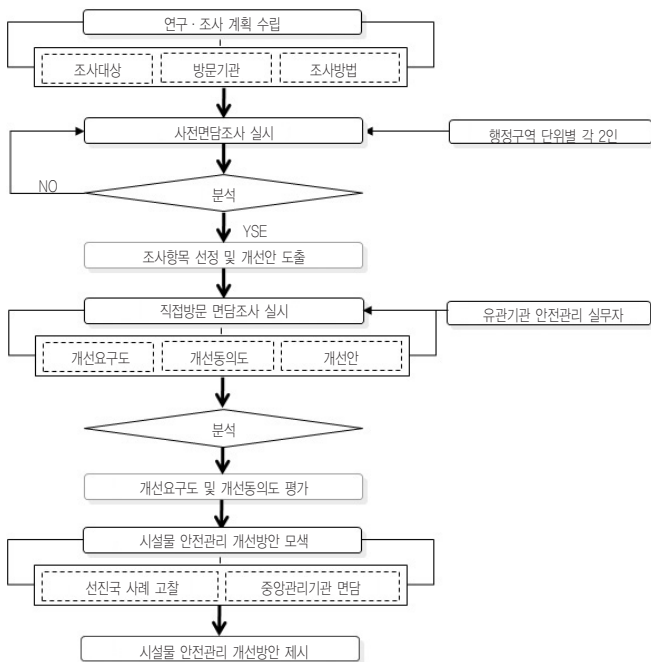 연구 · 조사 계획 수립
조사대상
방문기관
조사방법
사전면담조사 실시
행정구역 단위별 각 2인
NO
분석
YSE
조사항목 선정 및 개선안 도출
직접방문 면담조사 실시
유관기관 안전관리 실무자
개선요구도
개선동의도
개선안
분석
개선요구도 및 개선동의도 평가
시설물 안전관리 개선방안 모색
선진국 사례 고찰
중앙관리기관 면담
시설물 안전관리 개선방안 제시